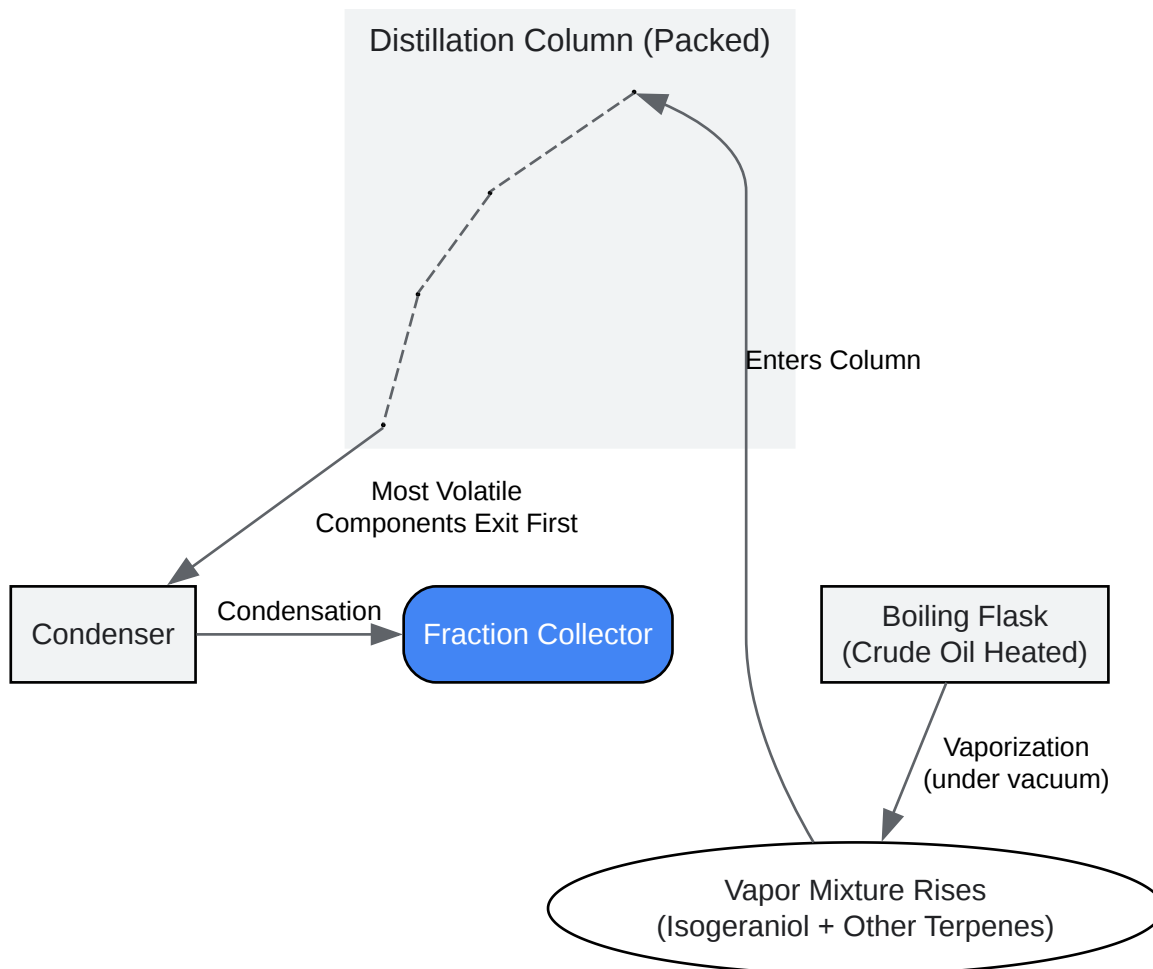 Distillation Column (Packed)
Enters Column
Most Volatile
Components Exit First
Condenser
Condensation
Fraction Collector
Boiling Flask
(Crude Oil Heated)
Vaporization
(under vacuum)
Vapor Mixture Rises
(Isogeraniol + Other Terpenes)